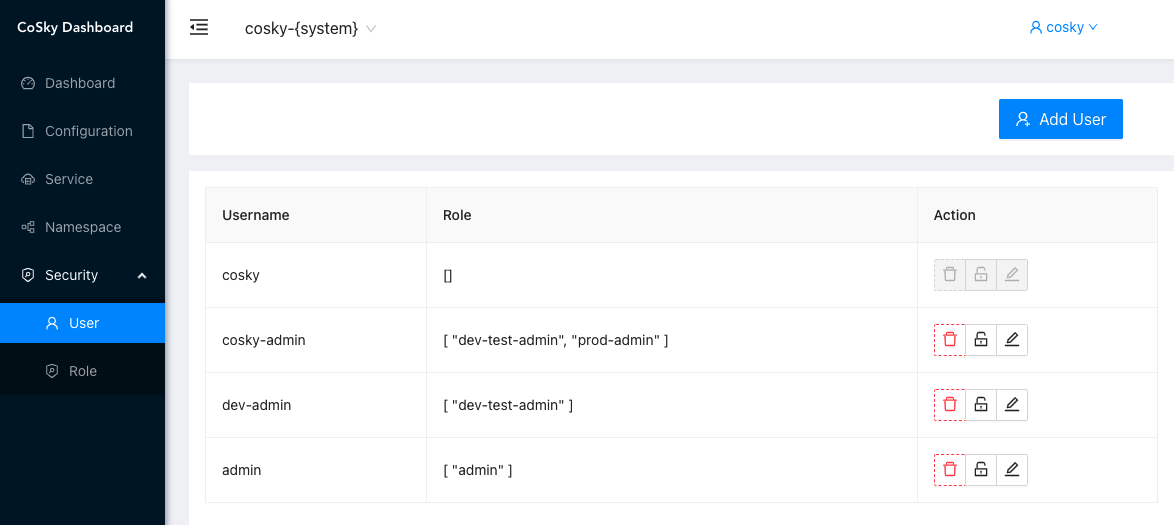 CoSky Dashboard
cosky-{system}
cosky
Dashboard
Configuration
Service
Namespace
Security
User
Role
Add User
Username Role Action
cosky []
cosky-admin [ "dev-test-admin", "prod-admin" ]
dev-admin [ "dev-test-admin" ]
admin [ "admin" ]